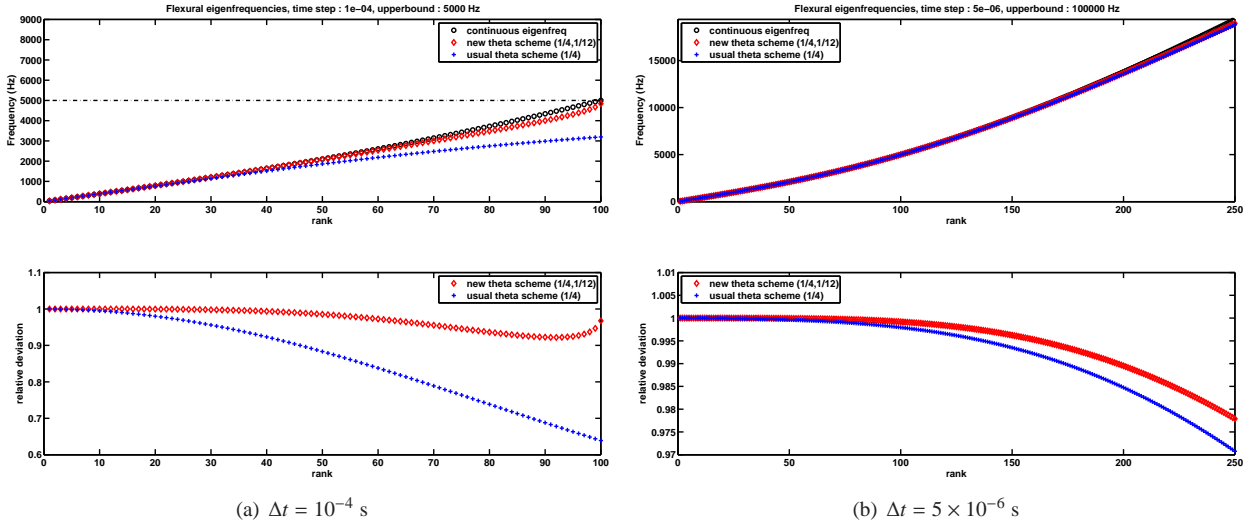 Flexural eigenfrequencies, time step : 1e−04, upperbound : 5000 Hz
9000
8000
7000
6000
5000
4000
3000
2000
1000
0
Frequency (Hz)
continuous eigenfreq
new theta scheme (1/4,1/12)
usual theta scheme (1/4)
0 10 20 30 40 50 60 70 80 90 100
rank
1.1
1
0.9
0.8
0.7
0.6
relative deviation
new theta scheme (1/4,1/12)
usual theta scheme (1/4)
0 10 20 30 40 50 60 70 80 90 100
rank
(a) Δt = 10⁻⁴ s
Flexural eigenfrequencies, time step : 5e−06, upperbound : 100000 Hz
15000
10000
5000
0
Frequency (Hz)
continuous eigenfreq
new theta scheme (1/4,1/12)
usual theta scheme (1/4)
0 50 100 150 200 250
rank
1.01
1.005
1
0.995
0.99
0.985
0.98
0.975
0.97
relative deviation
new theta scheme (1/4,1/12)
usual theta scheme (1/4)
0 50 100 150 200 250
rank
(b) Δt = 5 × 10⁻⁶ s